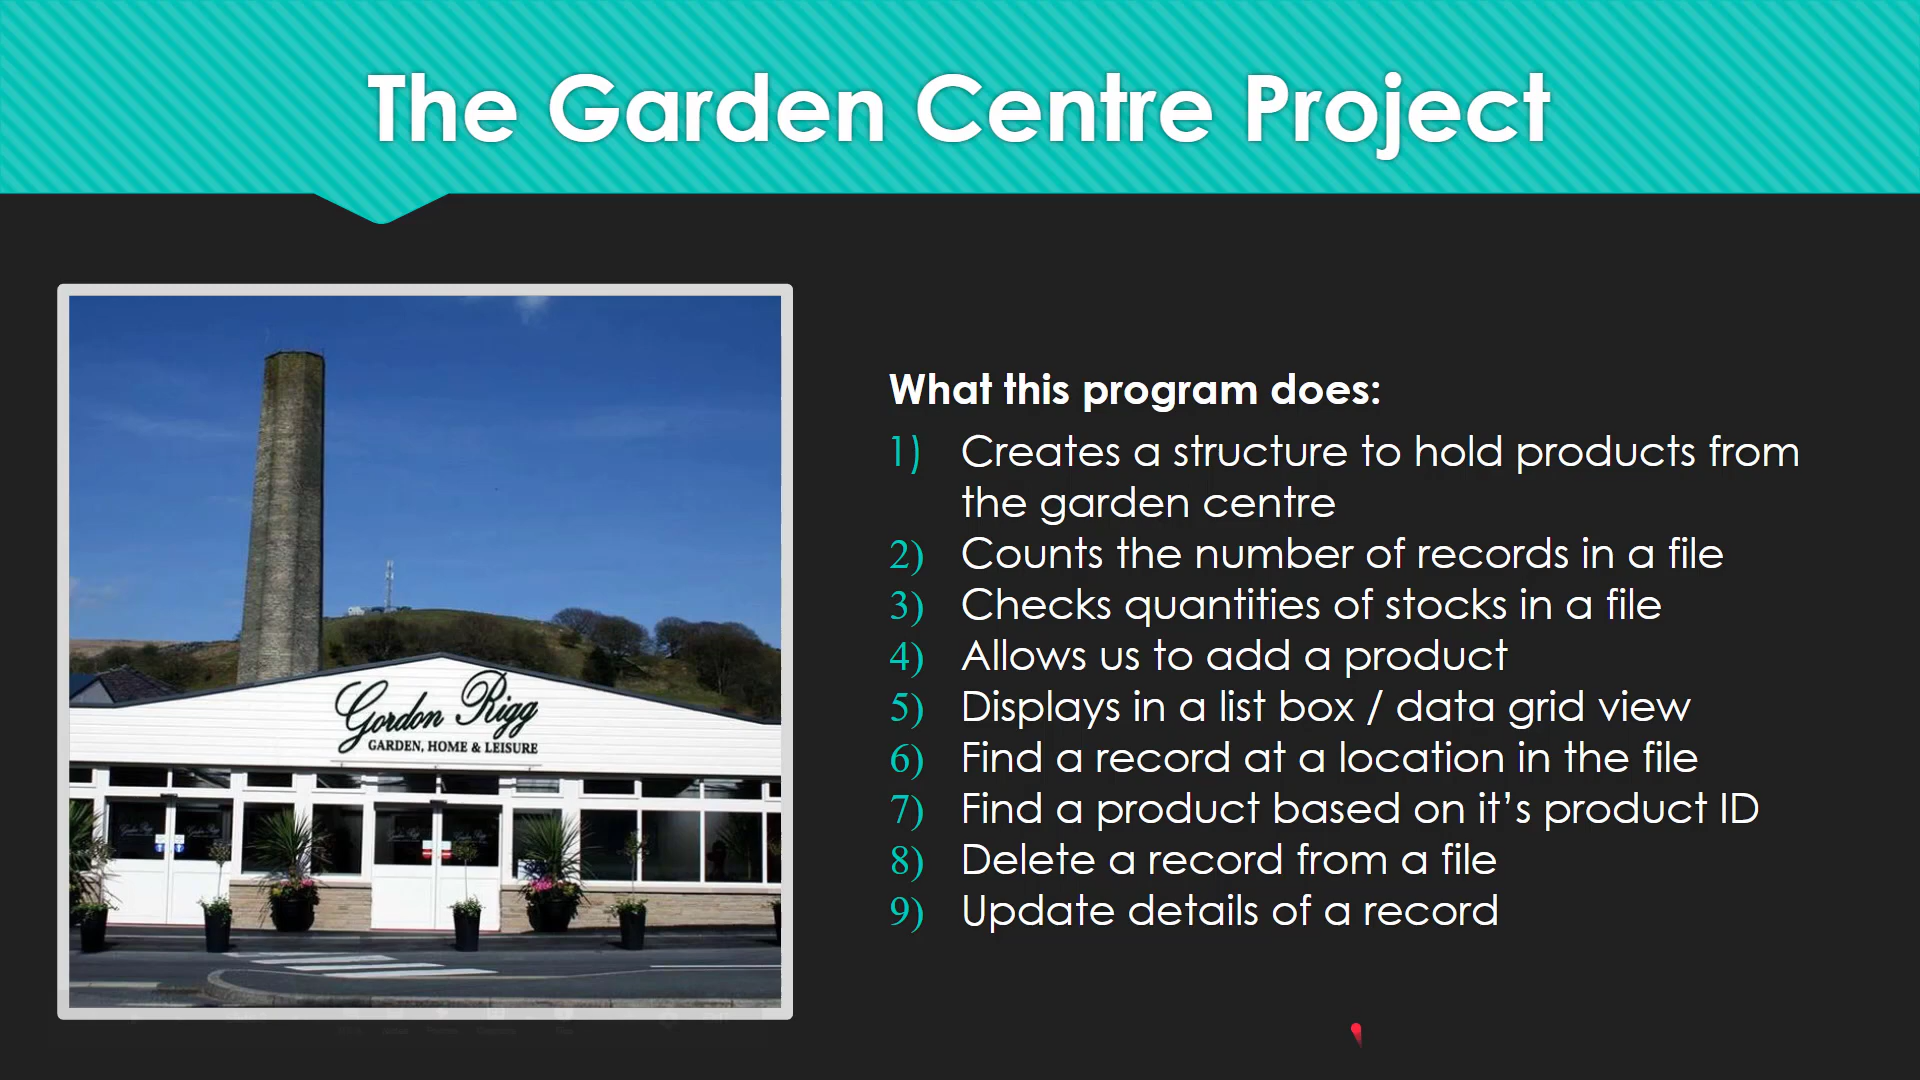 The Garden Centre Project
Gordon Rigg
GARDEN, HOME & LEISURE
What this program does:
1) Creates a structure to hold products from
the garden centre
2) Counts the number of records in a file
3) Checks quantities of stocks in a file
4) Allows us to add a product
5) Displays in a list box / data grid view
6) Find a record at a location in the file
7) Find a product based on it’s product ID
8) Delete a record from a file
9) Update details of a record